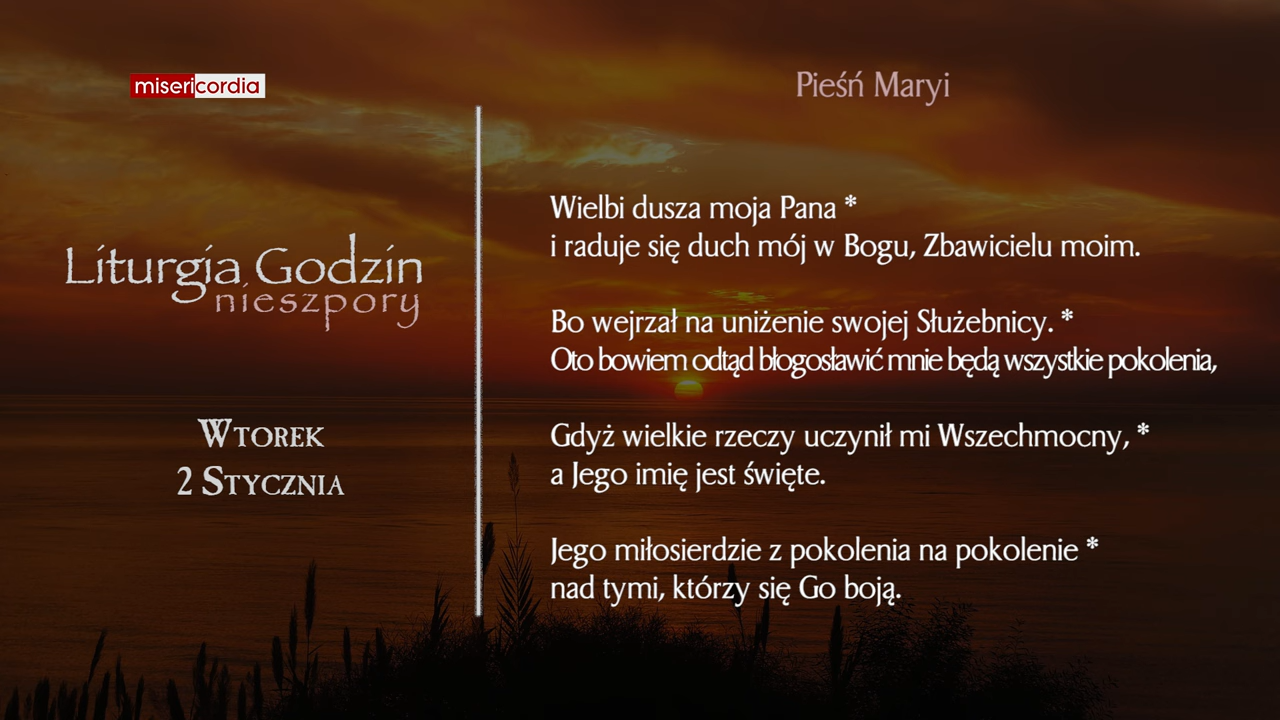 misericordia
Liturgia Godzin
nieszpory
Wtorek
2 Stycznia
Pieśń Maryi
Wielbi dusza moja Pana *
i raduje się duch mój w Bogu, Zbawicielu moim.
Bo wejrzał na uniżenie swojej Służebnicy. *
Oto bowiem odtąd błogosławić mnie będą wszystkie pokolenia,
Gdyż wielkie rzeczy uczynił mi Wszechmocny, *
a Jego imię jest święte.
Jego miłosierdzie z pokolenia na pokolenie *
nad tymi, którzy się Go boją.